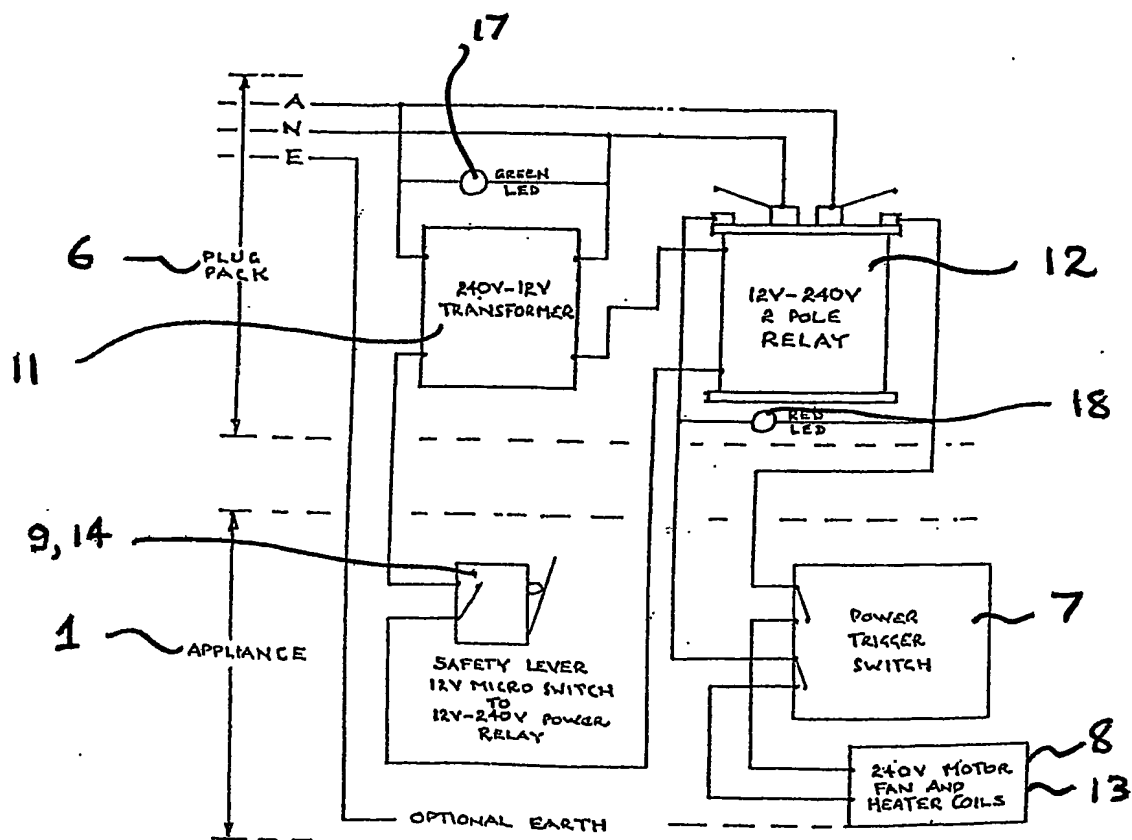 17
A
N
E
GREEN
LED
6
PLUG
PACK
240V-12V
TRANSFORMER
12V-240V
2 POLE
RELAY
12
11
18
RED
LED
9,14
1
APPLIANCE
SAFETY LEVER
12V MICRO SWITCH
TO
12V-240V POWER
RELAY
POWER
TRIGGER
SWITCH
7
8
240V MOTOR
FAN AND
HEATER COILS
13
OPTIONAL EARTH